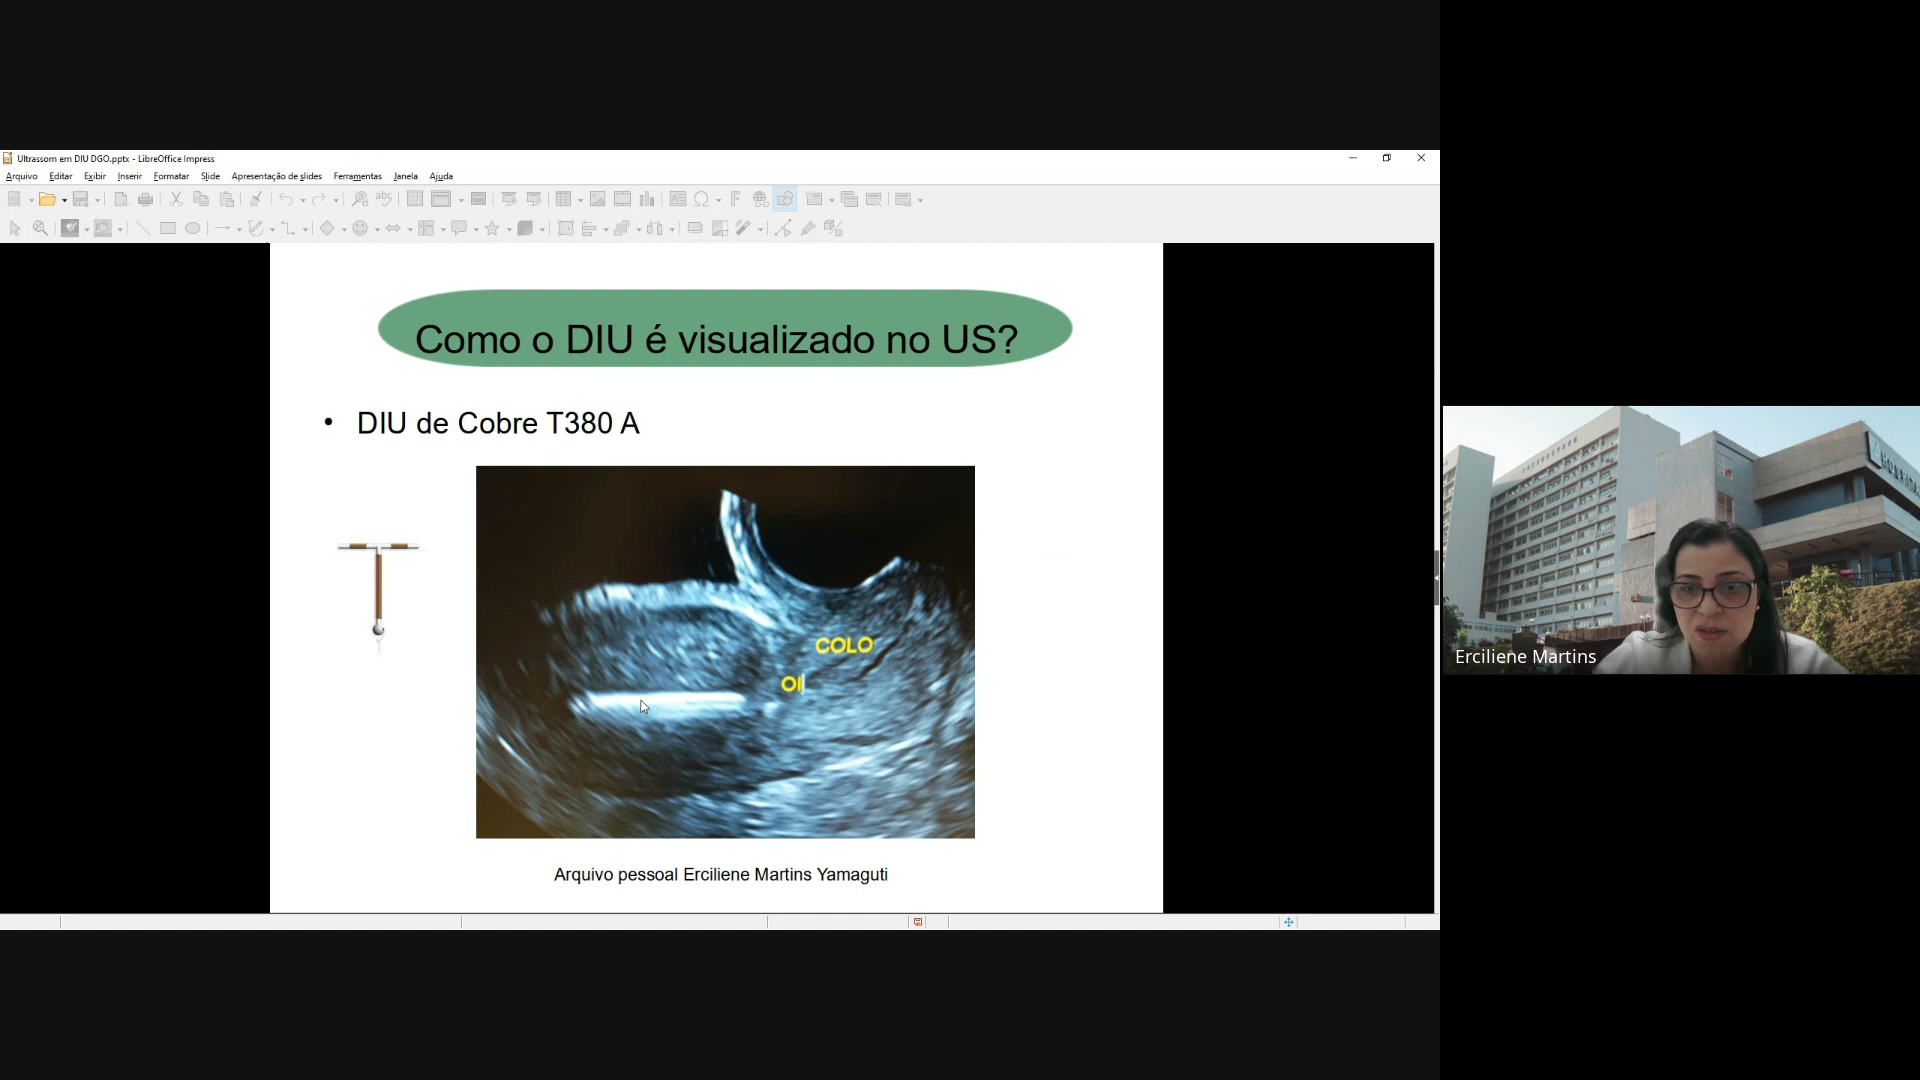 Ultrassom em DIU DGO.pptx - LibreOffice Impress
Arquivo Editar Exibir Inserir Formatar Slide Apresentação de slides Ferramentas Janela Ajuda
Como o DIU é visualizado no US?
• DIU de Cobre T380 A
COLO
OI
Arquivo pessoal Erciliene Martins Yamaguti
Erciliene Martins